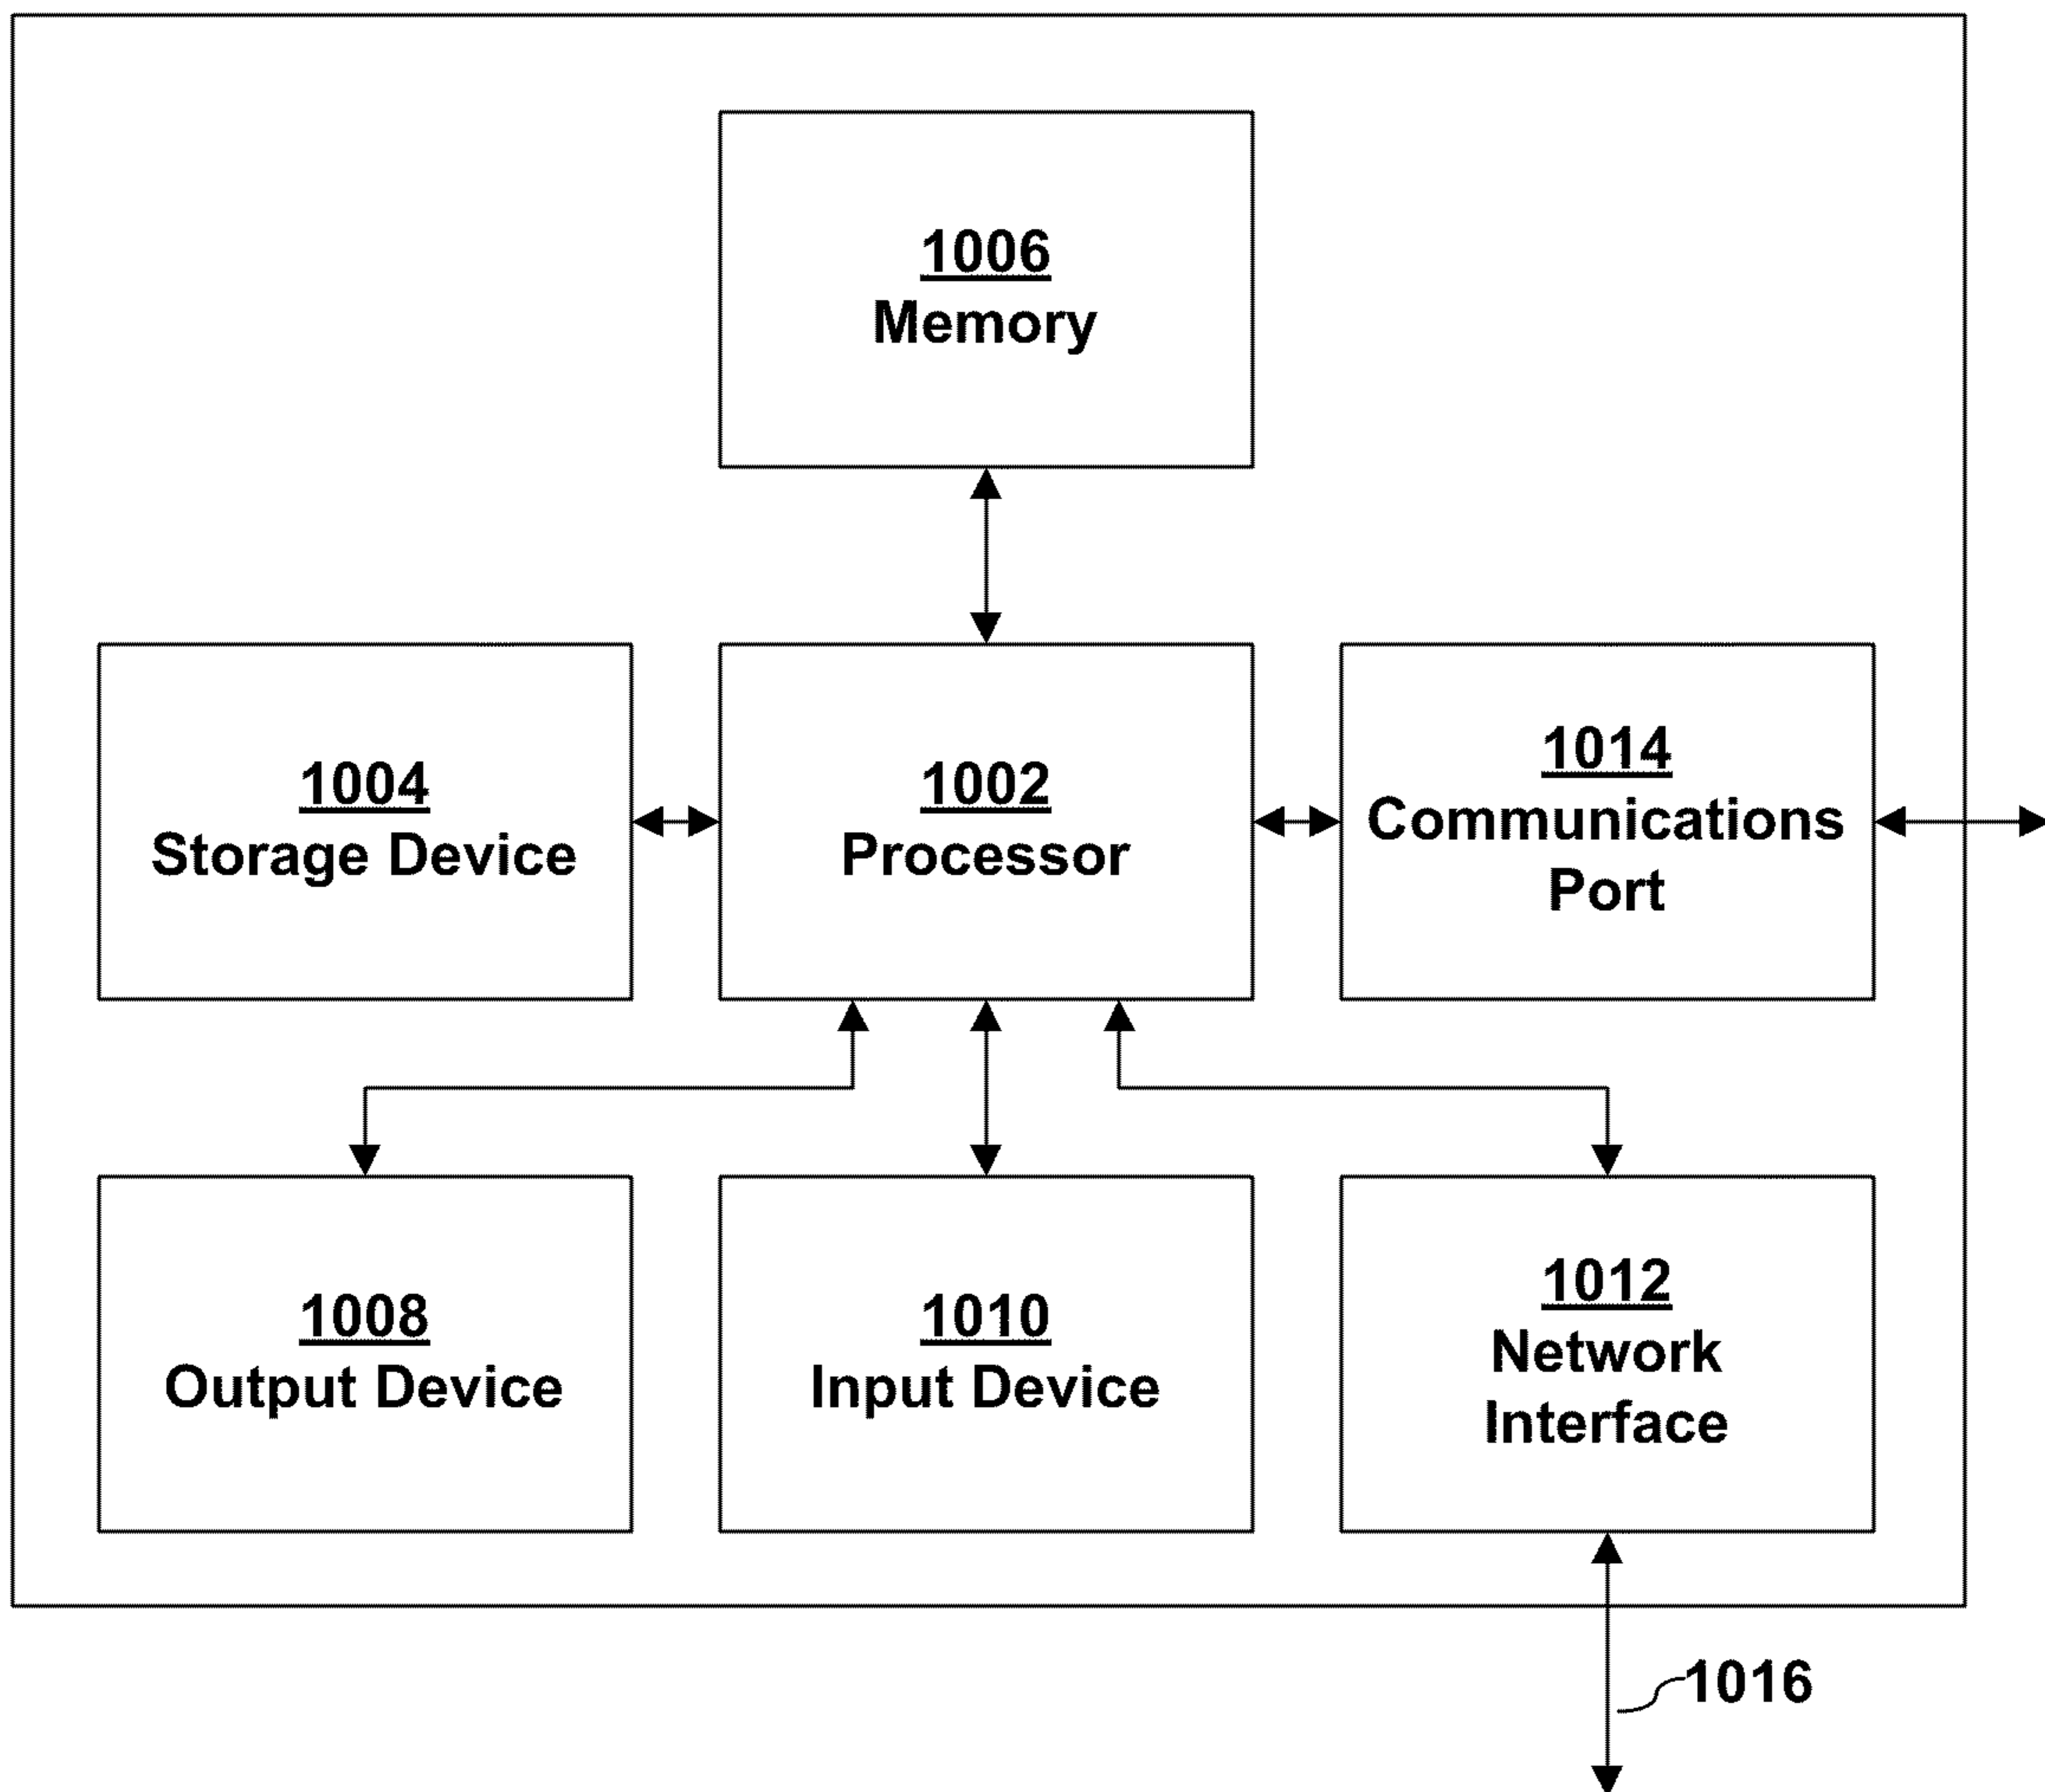 1006
Memory
1004
Storage Device
1002
Processor
1014
Communications
Port
1008
Output Device
1010
Input Device
1012
Network
Interface
1016